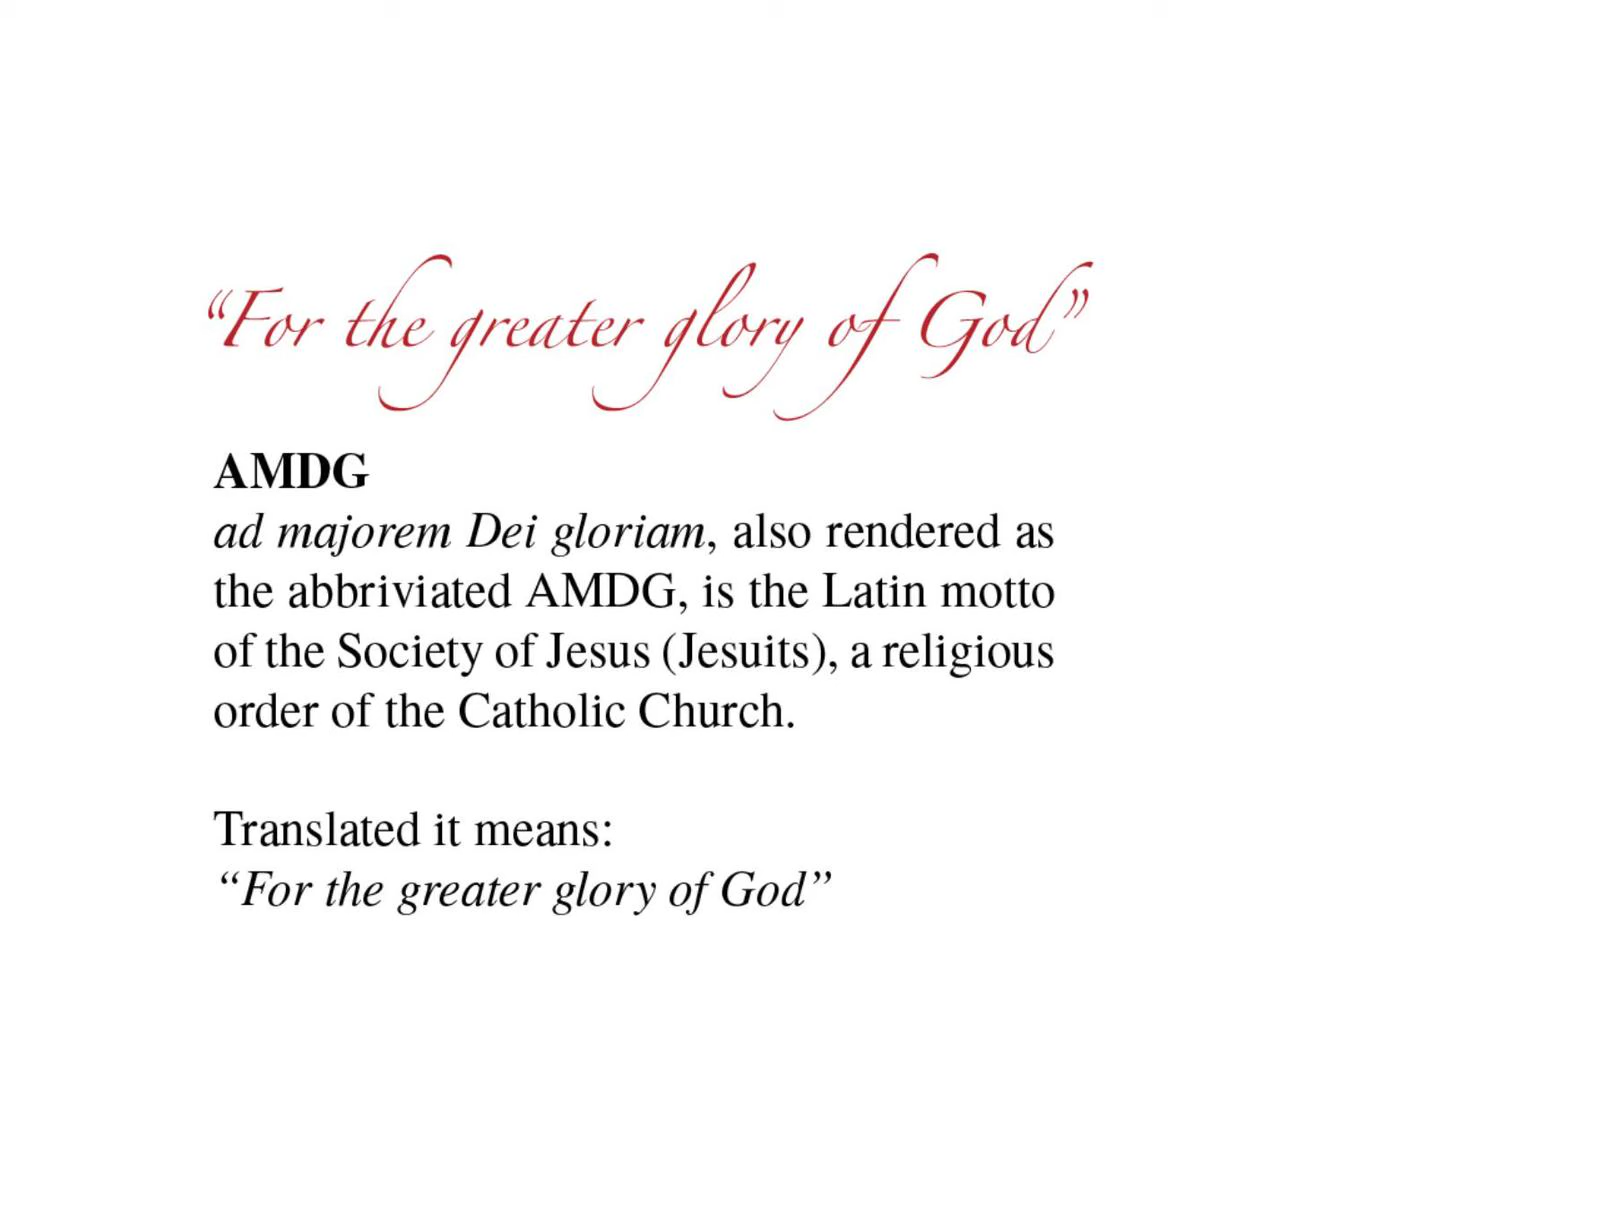 “For the greater glory of God”
AMDG
ad majorem Dei gloriam, also rendered as
the abbriviated AMDG, is the Latin motto
of the Society of Jesus (Jesuits), a religious
order of the Catholic Church.
Translated it means:
“For the greater glory of God”